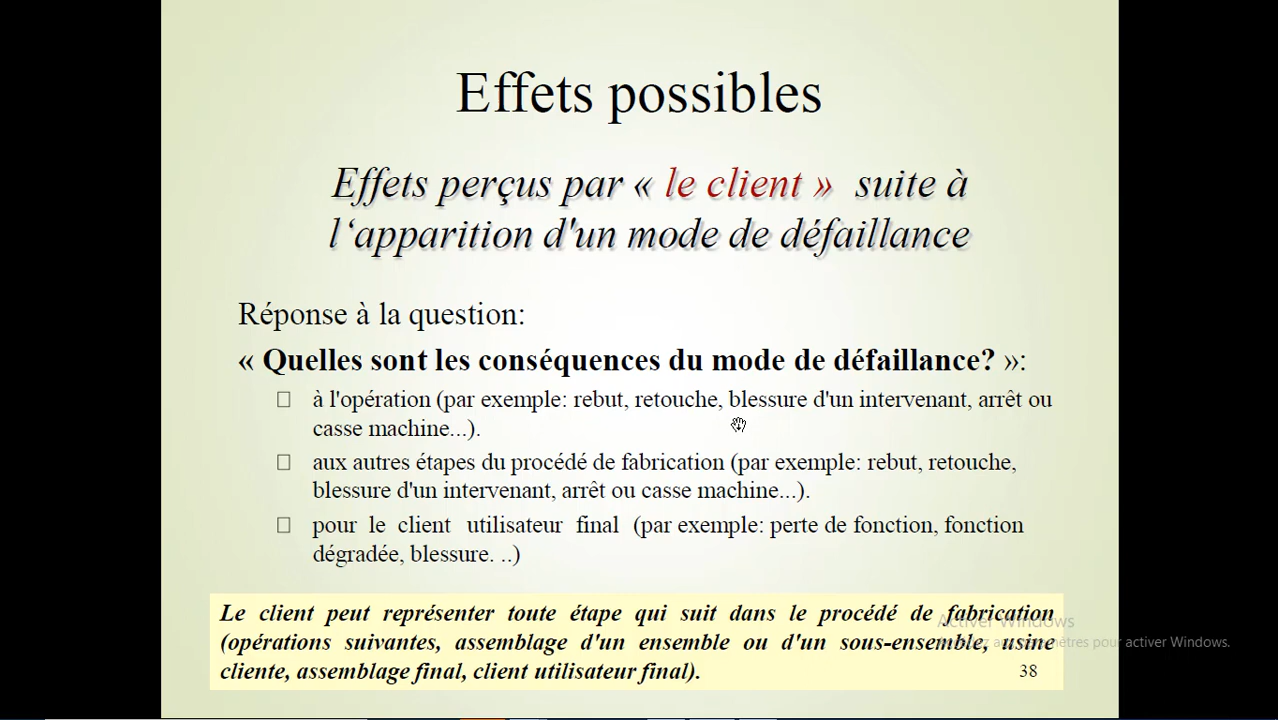 Effets possibles
Effets perçus par « le client » suite à
l‘apparition d'un mode de défaillance
Réponse à la question:
« Quelles sont les conséquences du mode de défaillance? »:
à l'opération (par exemple: rebut, retouche, blessure d'un intervenant, arrêt ou
casse machine...).
aux autres étapes du procédé de fabrication (par exemple: rebut, retouche,
blessure d'un intervenant, arrêt ou casse machine...).
pour le client utilisateur final (par exemple: perte de fonction, fonction
dégradée, blessure. ..)
Le client peut représenter toute étape qui suit dans le procédé de fabrication
(opérations suivantes, assemblage d'un ensemble ou d'un sous-ensemble, usine
cliente, assemblage final, client utilisateur final).
38
Activer Windows
paramètres pour activer Windows.